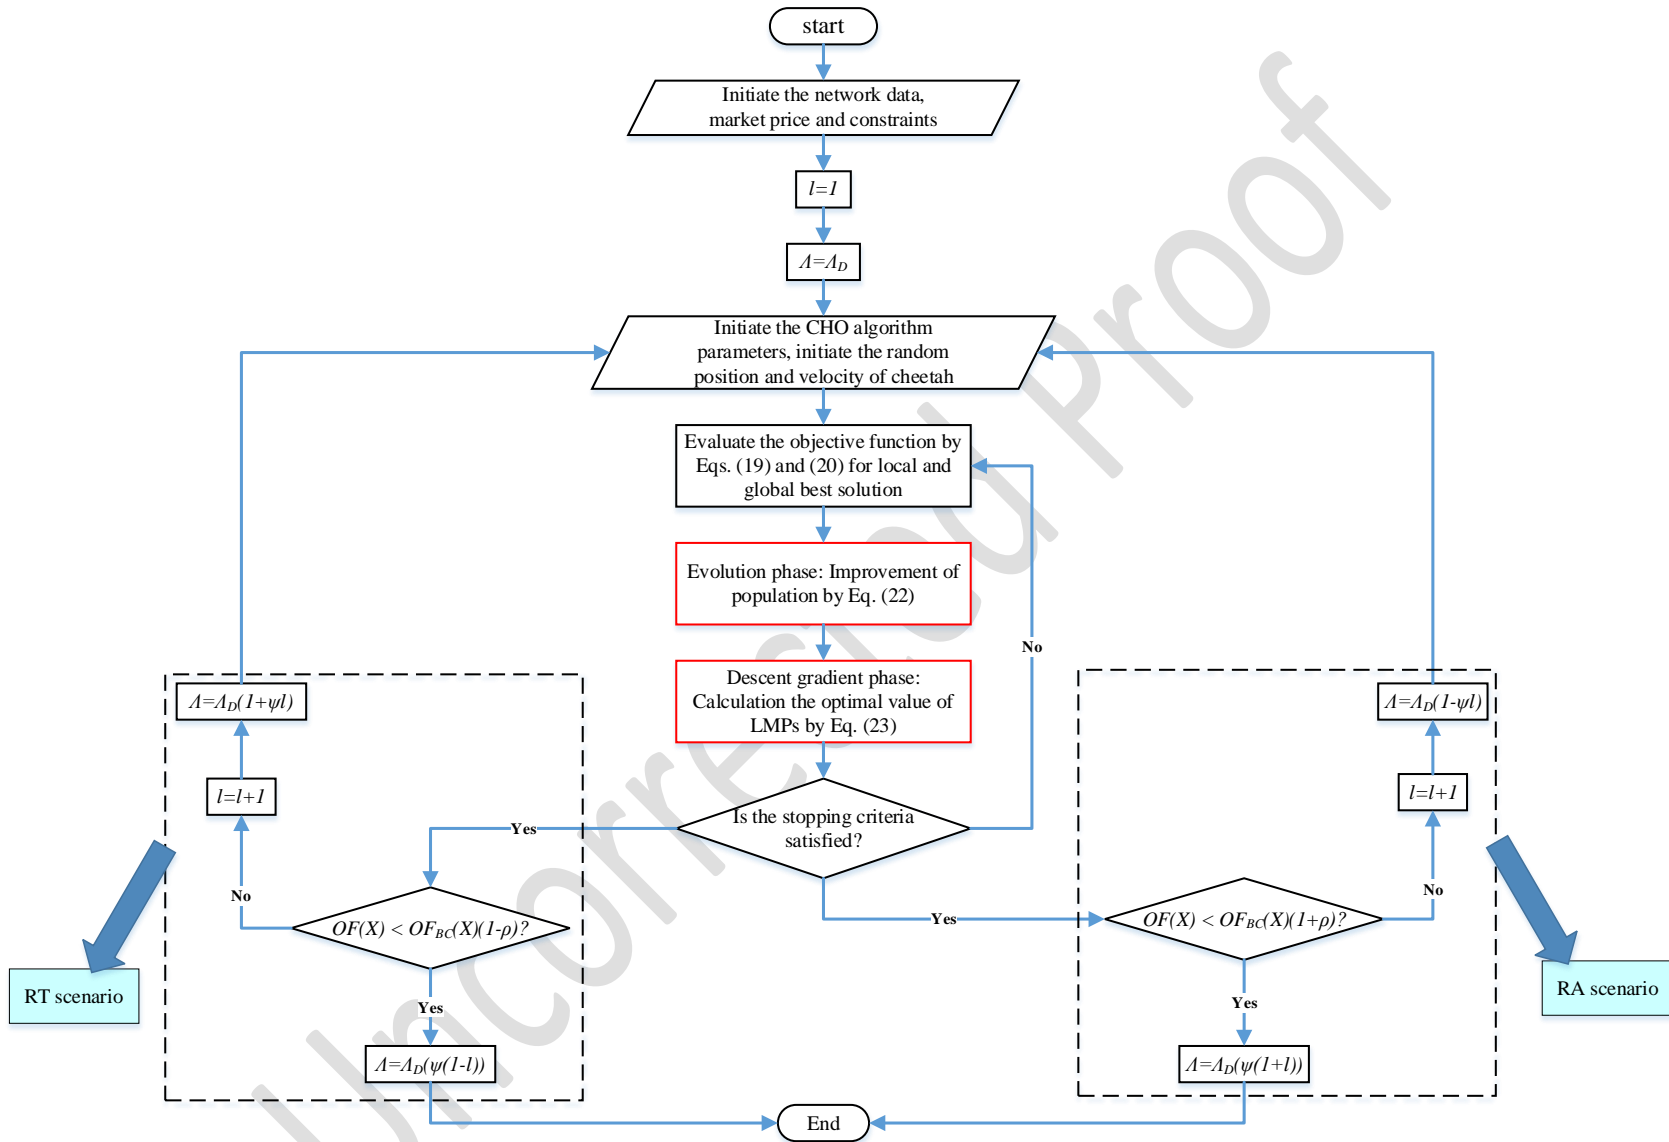 start
Initiate the network data,
market price and constraints
l=1
Λ=Λ_D
Initiate the CHO algorithm
parameters, initiate the random
position and velocity of cheetah
Evaluate the objective function by
Eqs. (19) and (20) for local and
global best solution
Evolution phase: Improvement of
population by Eq. (22)
No
Descent gradient phase:
Calculation the optimal value of
LMPs by Eq. (23)
Is the stopping criteria
satisfied?
Yes
Yes
Λ=Λ_D(1+ψl)
l=l+1
No
OF(X) < OF_BC(X)(1-ρ)?
Yes
Λ=Λ_D(ψ(1-l))
RT scenario
Λ=Λ_D(1-ψl)
l=l+1
No
OF(X) < OF_BC(X)(1+ρ)?
Yes
Λ=Λ_D(ψ(1+l))
RA scenario
End
Uncorrected Proof